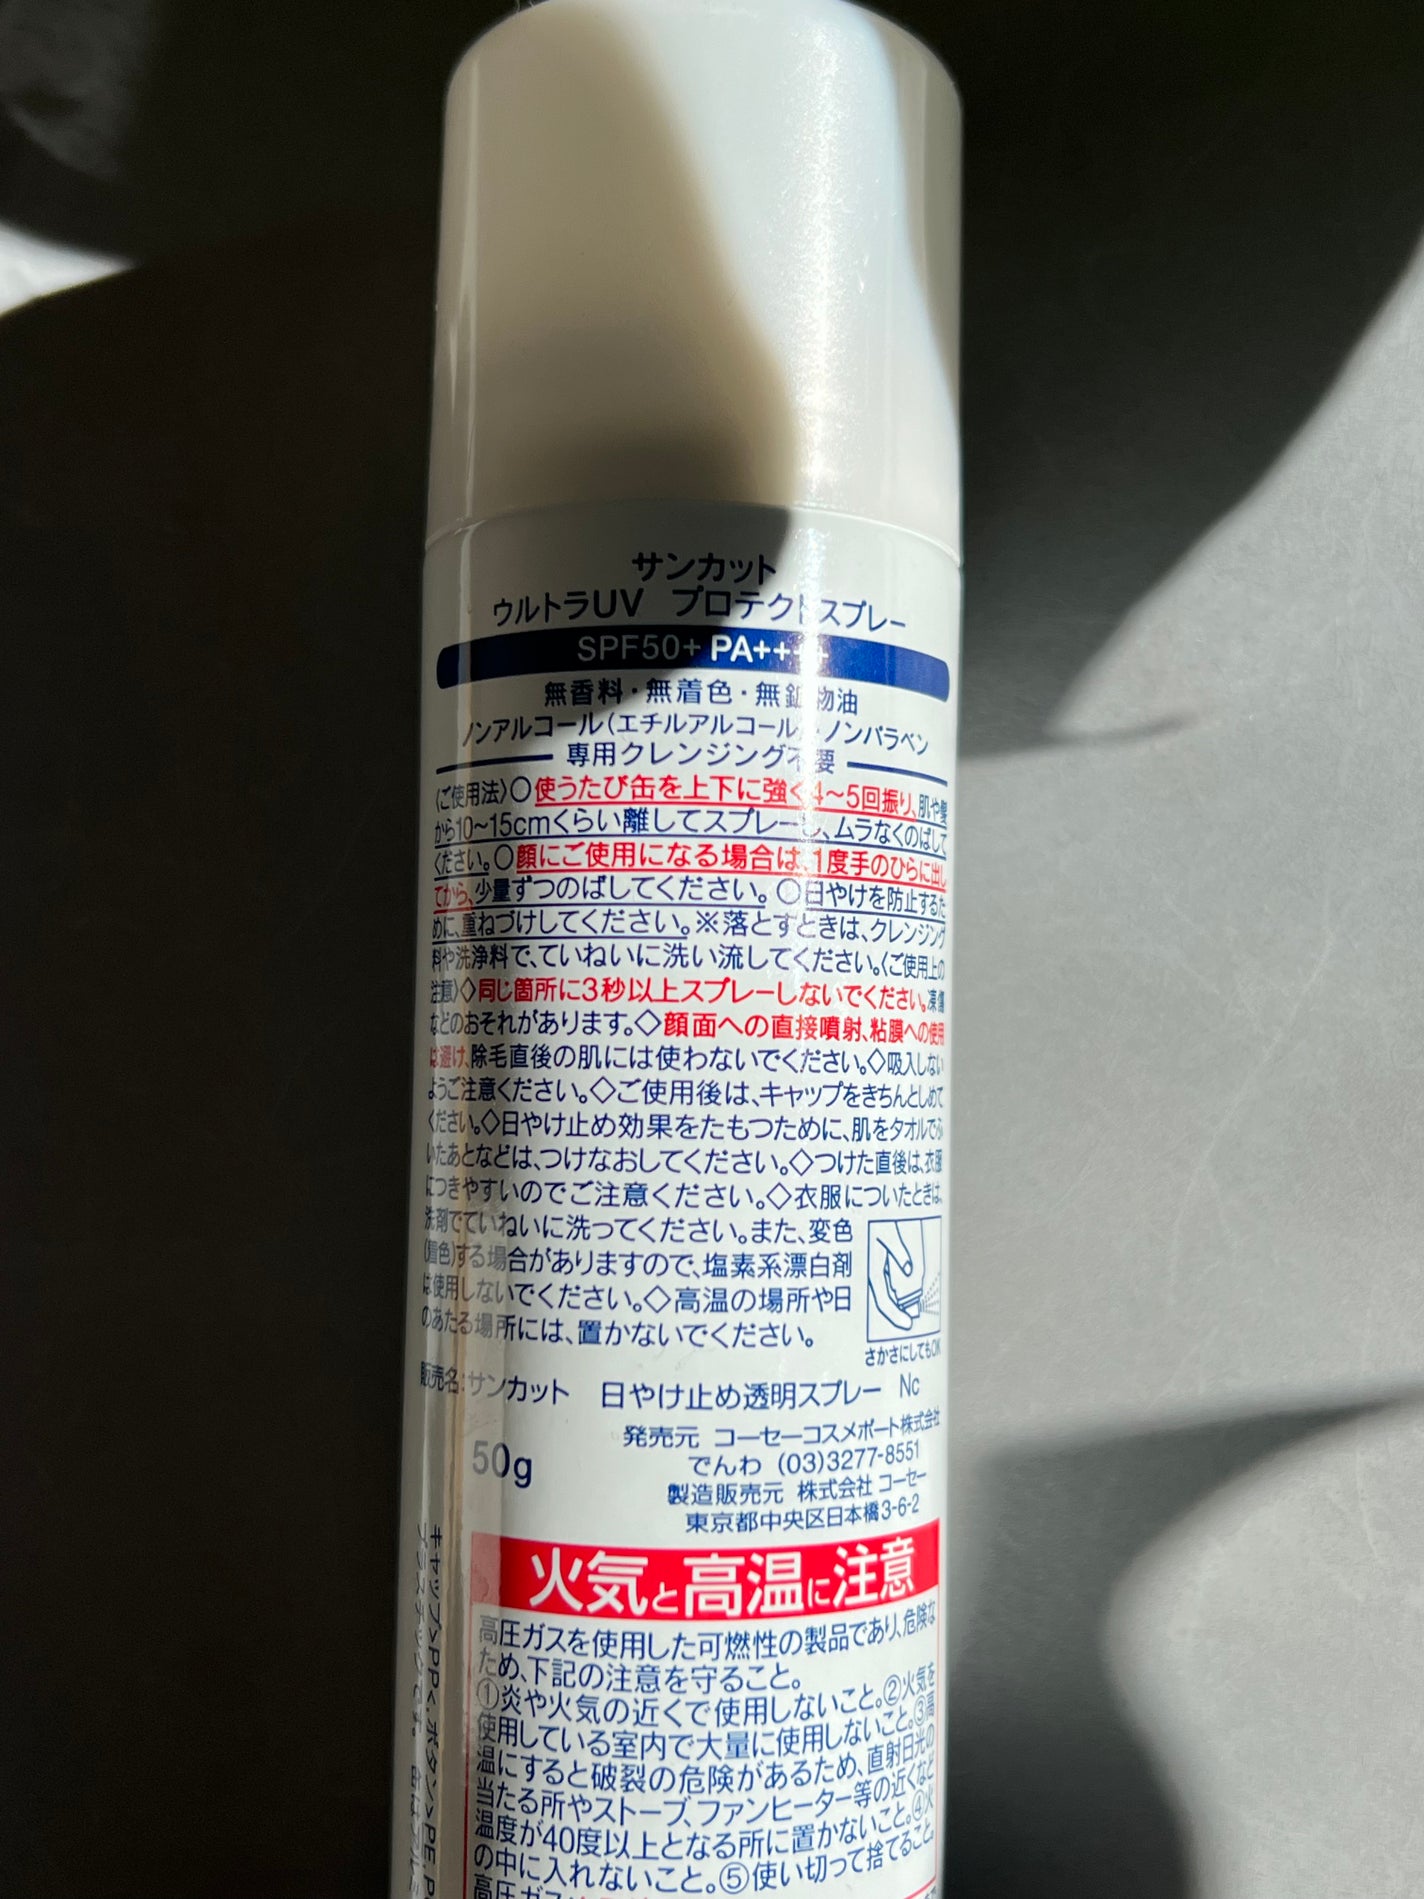 サンカット
ウルトラUV プロテクトスプレー
SPF50+ PA++++
無香料・無着色・無鉱物油
ノンアルコール(エチルアルコール)・ノンパラベン
専用クレンジング不要
〈ご使用法〉○使うたび缶を上下に強く4~5回振り、肌や髪
から10~15cmくらい離してスプレーし、ムラなくのばして
ください。○顔にご使用になる場合は、1度手のひらに出し
てから、少量ずつのばしてください。○日やけを防止するた
めに、重ねづけしてください。※落とすときは、クレンジング
料や洗浄料で、ていねいに洗い流してください。〈ご使用上の
注意〉◇同じ箇所に3秒以上スプレーしないでください。凍傷
などのおそれがあります。◇顔面への直接噴射、粘膜への使用
は避け、除毛直後の肌には使わないでください。◇吸入しない
ようご注意ください。◇ご使用後は、キャップをきちんとしめて
ください。◇日やけ止め効果をたもつために、肌をタオルでふ
いたあとなどは、つけなおしてください。◇つけた直後は、衣服
につきやすいのでご注意ください。◇衣服についたときは、
洗剤でていねいに洗ってください。また、変色
(着色)する場合がありますので、塩素系漂白剤
は使用しないでください。◇高温の場所や日
のあたる場所には、置かないでください。
さかさにしてもOK
販売名:サンカット 日やけ止め透明スプレー Nc
50g
発売元 コーセーコスメポート株式会社
でんわ (03)3277-8551
製造販売元 株式会社 コーセー
東京都中央区日本橋3-6-2
火気と高温に注意
高圧ガスを使用した可燃性の製品であり、危険な
ため、下記の注意を守ること。
①炎や火気の近くで使用しないこと。②火気を
使用している室内で大量に使用しないこと。③高
温にすると破裂の危険があるため、直射日光の
当たる所やストーブ、ファンヒーター等の近くなど
温度が40度以上となる所に置かないこと。④火
の中に入れないこと。⑤使い切って捨てること。
高圧ガス
キャップ>PP<、ボタン>PE、P
プラスチックです。 缶はアルミ